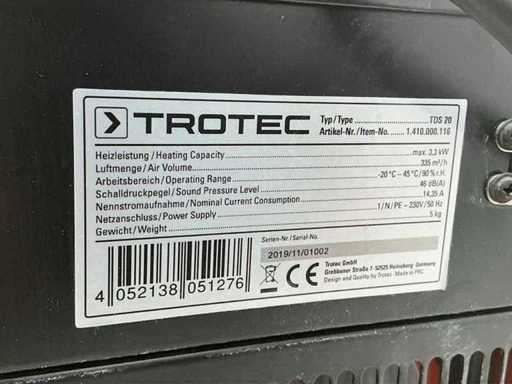 TROTEC
Typ/Type TDS 20
Artikel-Nr./Item-No. 1.410.000.116
Heizleistung / Heating Capacity max. 3,3 kW
Luftmenge / Air Volume 335 m³/h
Arbeitsbereich / Operating Range -20°C – 45°C/90% r.H.
Schalldruckpegel / Sound Pressure Level 46 dB(A)
Nennstromaufnahme / Nominal Current Consumption 14,35 A
Netzanschluss / Power Supply 1/N/PE ~ 230V/50 Hz
Gewicht / Weight 5 kg
Serien-Nr./Serial-No.
2019/11/01002
4 052138 051276
CE
Trotec GmbH
Grebbener Straße 7 · 52525 Heinsberg · Germany
Design and Quality by Trotec · Made in PRC